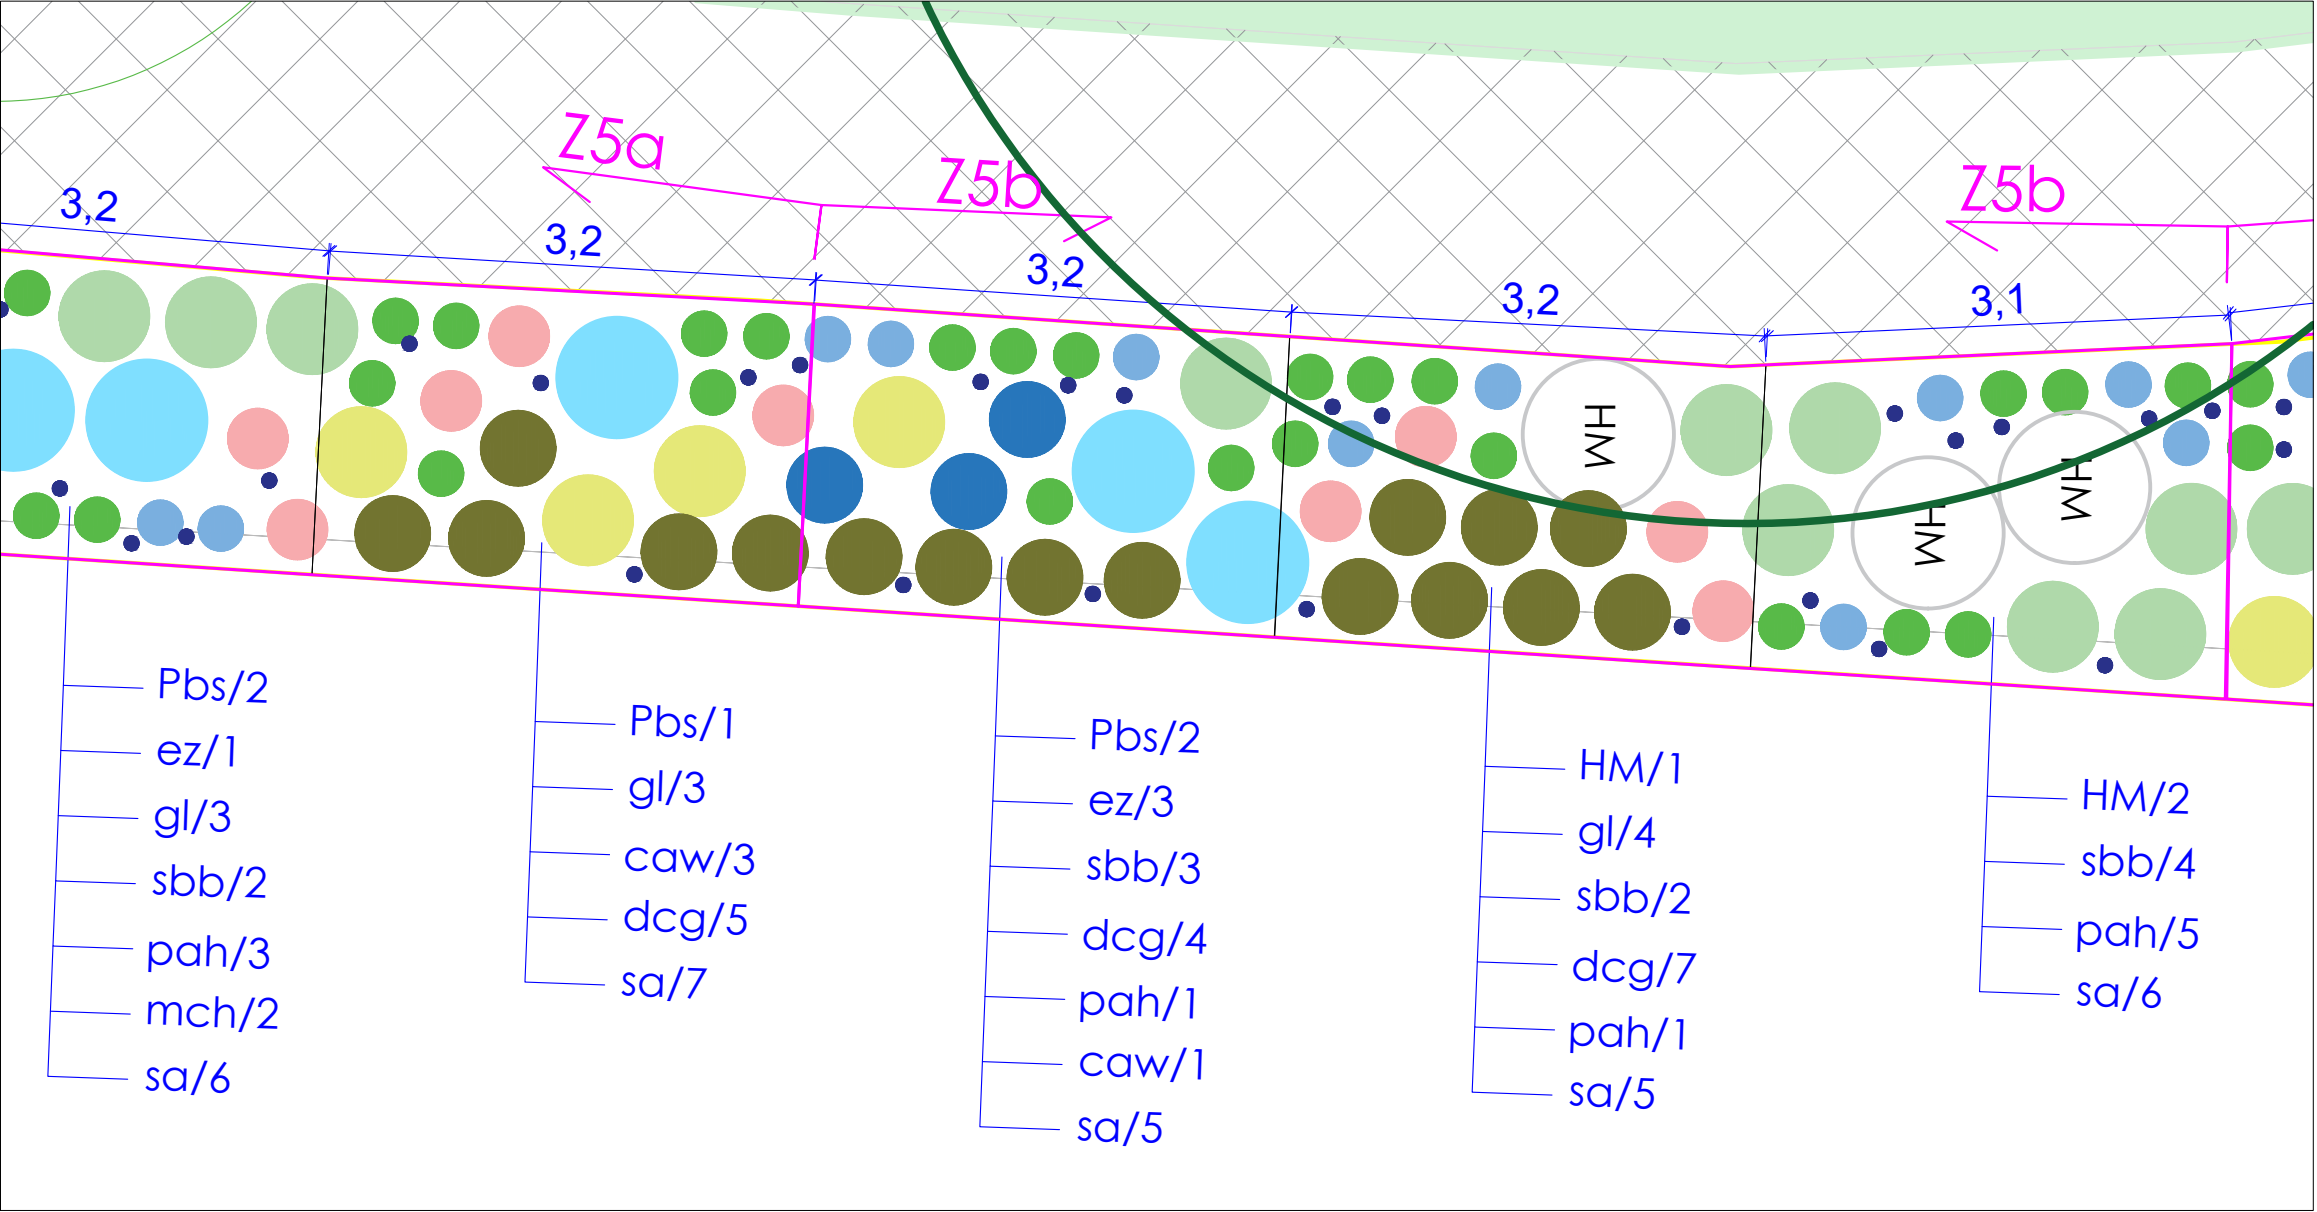 Z5a
Z5b
Z5b
3,2
3,2
3,2
3,2
3,1
HM
HM
HM
Pbs/2
ez/1
gl/3
sbb/2
pah/3
mch/2
sa/6
Pbs/1
gl/3
caw/3
dcg/5
sa/7
Pbs/2
ez/3
sbb/3
dcg/4
pah/1
caw/1
sa/5
HM/1
gl/4
sbb/2
dcg/7
pah/1
sa/5
HM/2
sbb/4
pah/5
sa/6